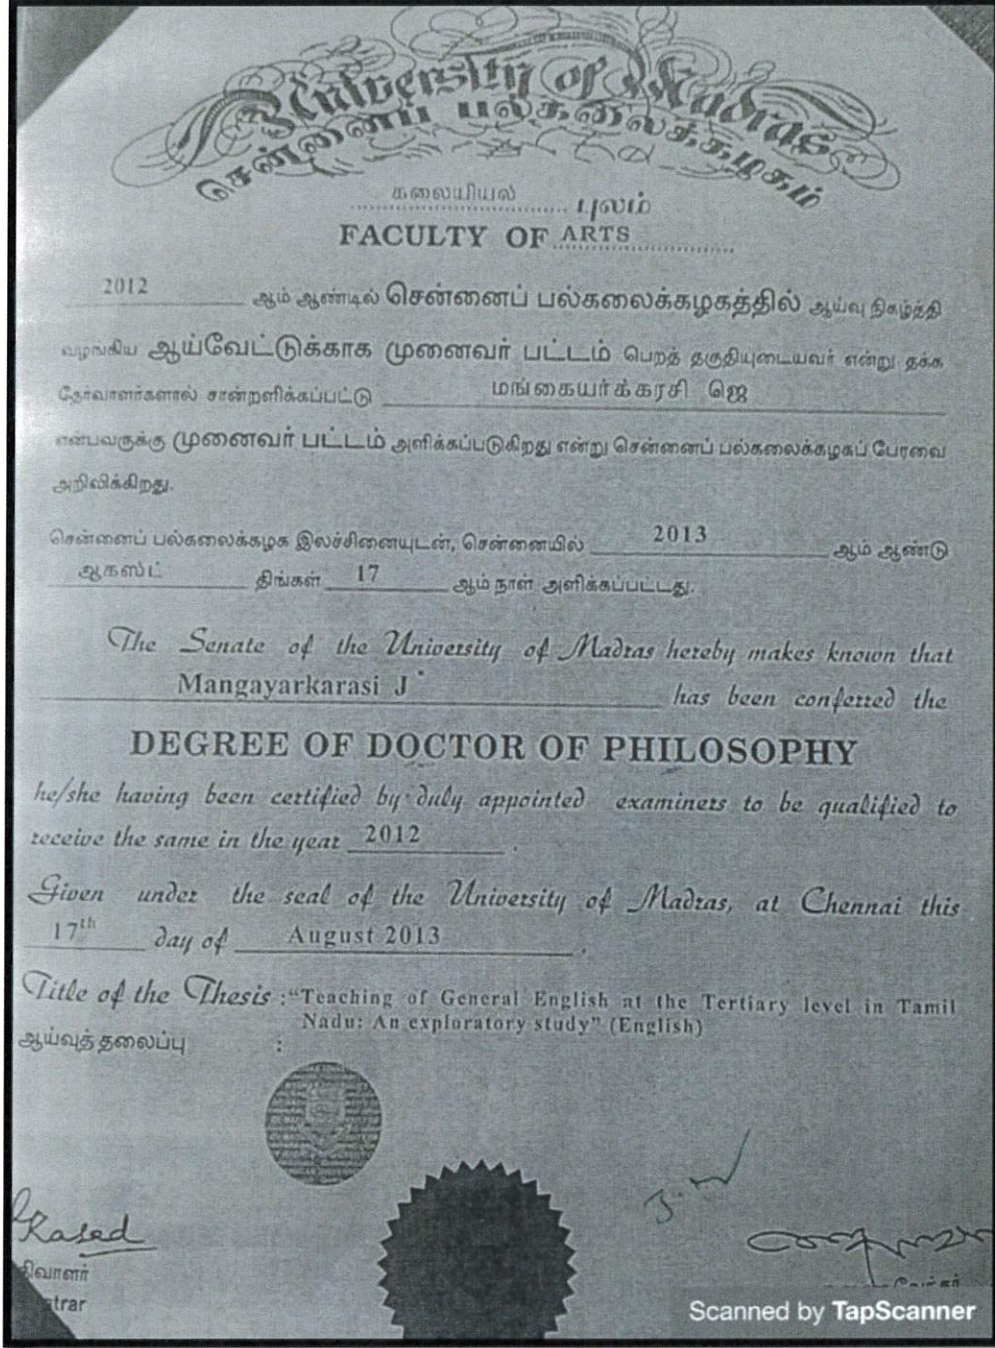 University of Madras
சென்னைப் பல்கலைக்கழகம்
கலையியல் புலம்
FACULTY OF ARTS
2012 ஆம் ஆண்டில் சென்னைப் பல்கலைக்கழகத்தில் ஆய்வு நிகழ்த்தி
வழங்கிய ஆய்வேட்டுக்காக முனைவர் பட்டம் பெறத் தகுதியுடையவர் என்று தக்க
தேர்வாளர்களால் சான்றளிக்கப்பட்டு மங்கையர்க்கரசி ஜெ
என்பவருக்கு முனைவர் பட்டம் அளிக்கப்படுகிறது என்று சென்னைப் பல்கலைக்கழகப் பேரவை
அறிவிக்கிறது.
சென்னைப் பல்கலைக்கழக இலச்சினையுடன், சென்னையில் 2013 ஆம் ஆண்டு
ஆகஸ்ட் திங்கள் 17 ஆம் நாள் அளிக்கப்பட்டது.
The Senate of the University of Madras hereby makes known that
Mangayarkarasi J has been conferred the
DEGREE OF DOCTOR OF PHILOSOPHY
he/she having been certified by duly appointed examiners to be qualified to
receive the same in the year 2012.
Given under the seal of the University of Madras, at Chennai this
17th day of August 2013.
Title of the Thesis : "Teaching of General English at the Tertiary level in Tamil
Nadu: An exploratory study" (English)
ஆய்வுத் தலைப்பு :
திவாளர்
trar
Scanned by TapScanner